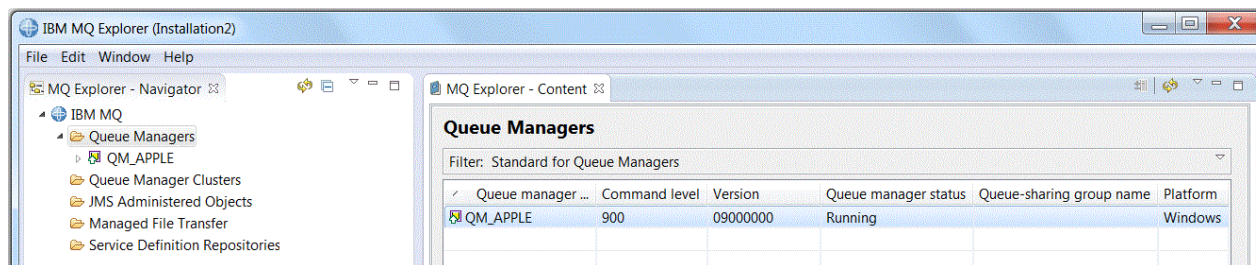 IBM MQ Explorer (Installation2)
File Edit Window Help
MQ Explorer - Navigator
IBM MQ
Queue Managers
QM_APPLE
Queue Manager Clusters
JMS Administered Objects
Managed File Transfer
Service Definition Repositories
MQ Explorer - Content
Queue Managers
Filter: Standard for Queue Managers
Queue manager ... Command level Version Queue manager status Queue-sharing group name Platform
QM_APPLE 900 09000000 Running Windows